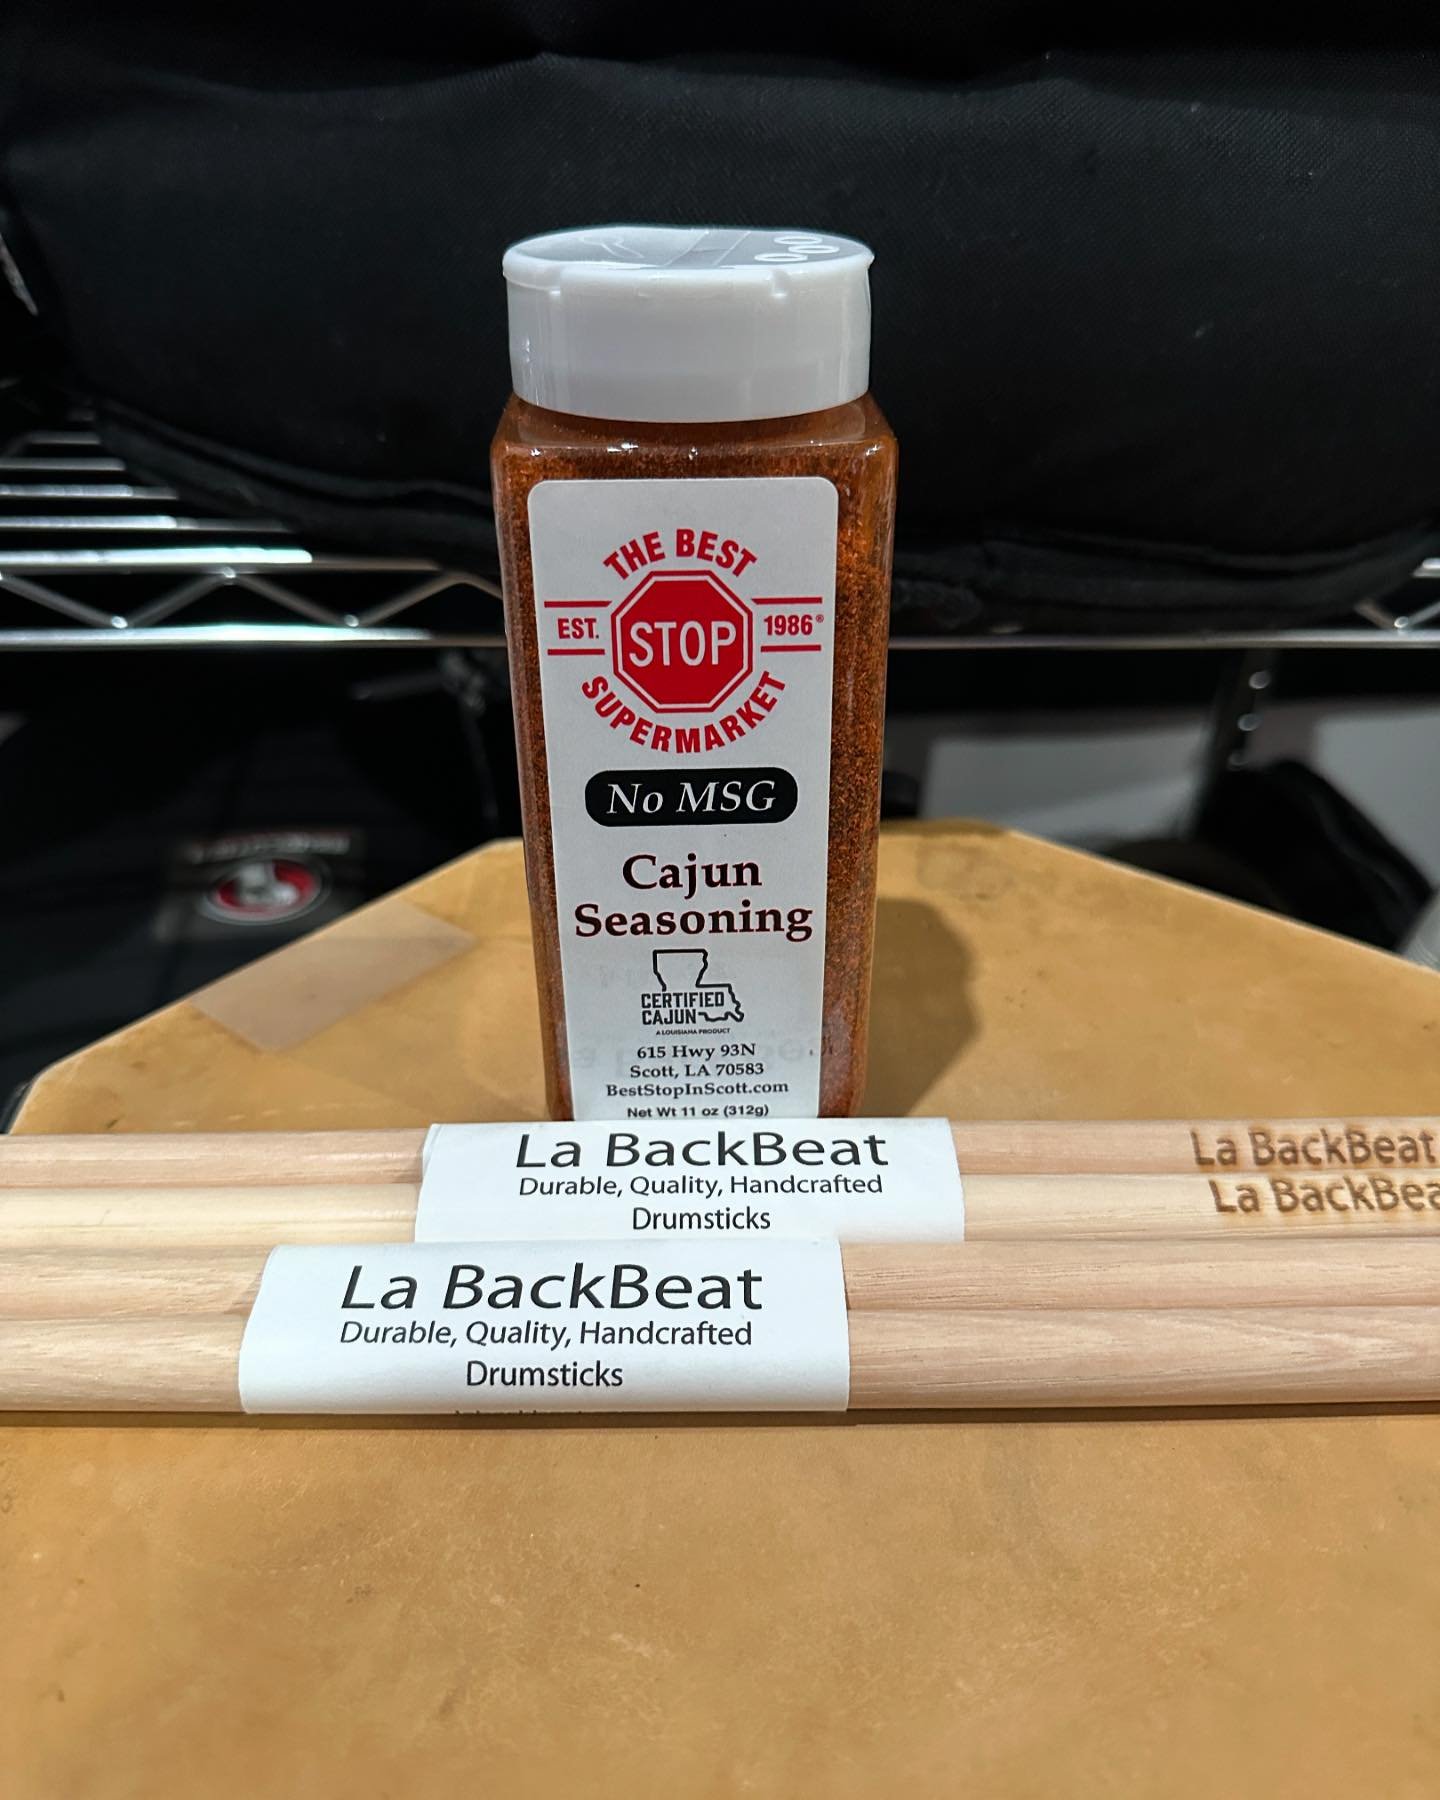 THE BEST
EST. STOP 1986®
SUPERMARKET
No MSG
Cajun
Seasoning
CERTIFIED
CAJUN
A LOUISIANA PRODUCT
615 Hwy 93N
Scott, LA 70583
BestStopInScott.com
Net Wt 11 oz (312g)
La BackBeat
Durable, Quality, Handcrafted
Drumsticks
La BackBeat
La BackBea
La BackBeat
Durable, Quality, Handcrafted
Drumsticks